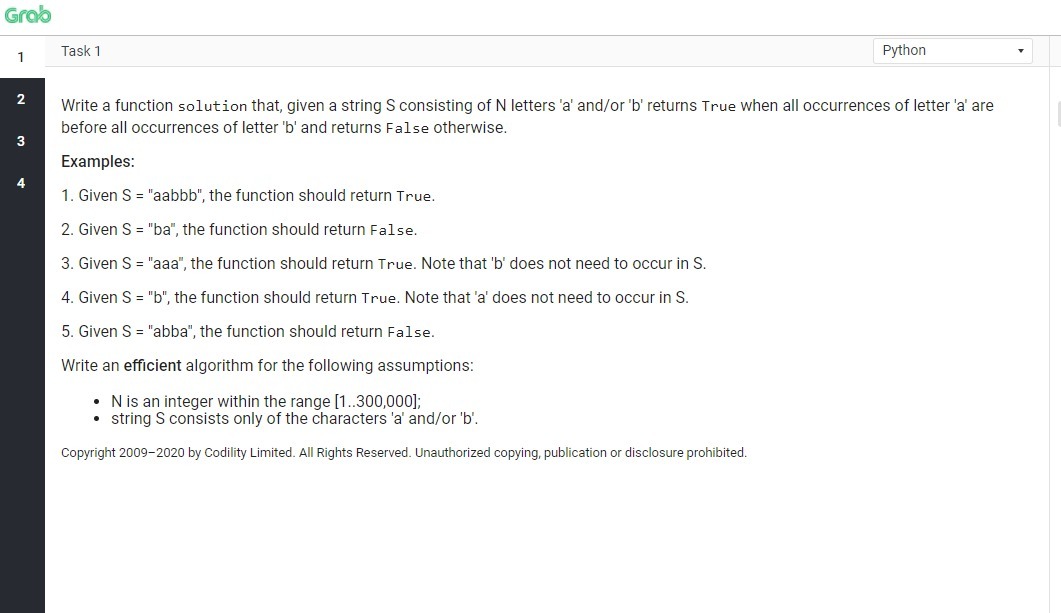 Grab
1
Task 1
Python
2
3
4
Write a function solution that, given a string S consisting of N letters 'a' and/or 'b' returns True when all occurrences of letter 'a' are
before all occurrences of letter 'b' and returns False otherwise.
Examples:
1. Given S = "aabbb", the function should return True.
2. Given S = "ba", the function should return False.
3. Given S = "aaa", the function should return True. Note that 'b' does not need to occur in S.
4. Given S = "b", the function should return True. Note that 'a' does not need to occur in S.
5. Given S = "abba", the function should return False.
Write an efficient algorithm for the following assumptions:
• N is an integer within the range [1..300,000];
• string S consists only of the characters 'a' and/or 'b'.
Copyright 2009–2020 by Codility Limited. All Rights Reserved. Unauthorized copying, publication or disclosure prohibited.